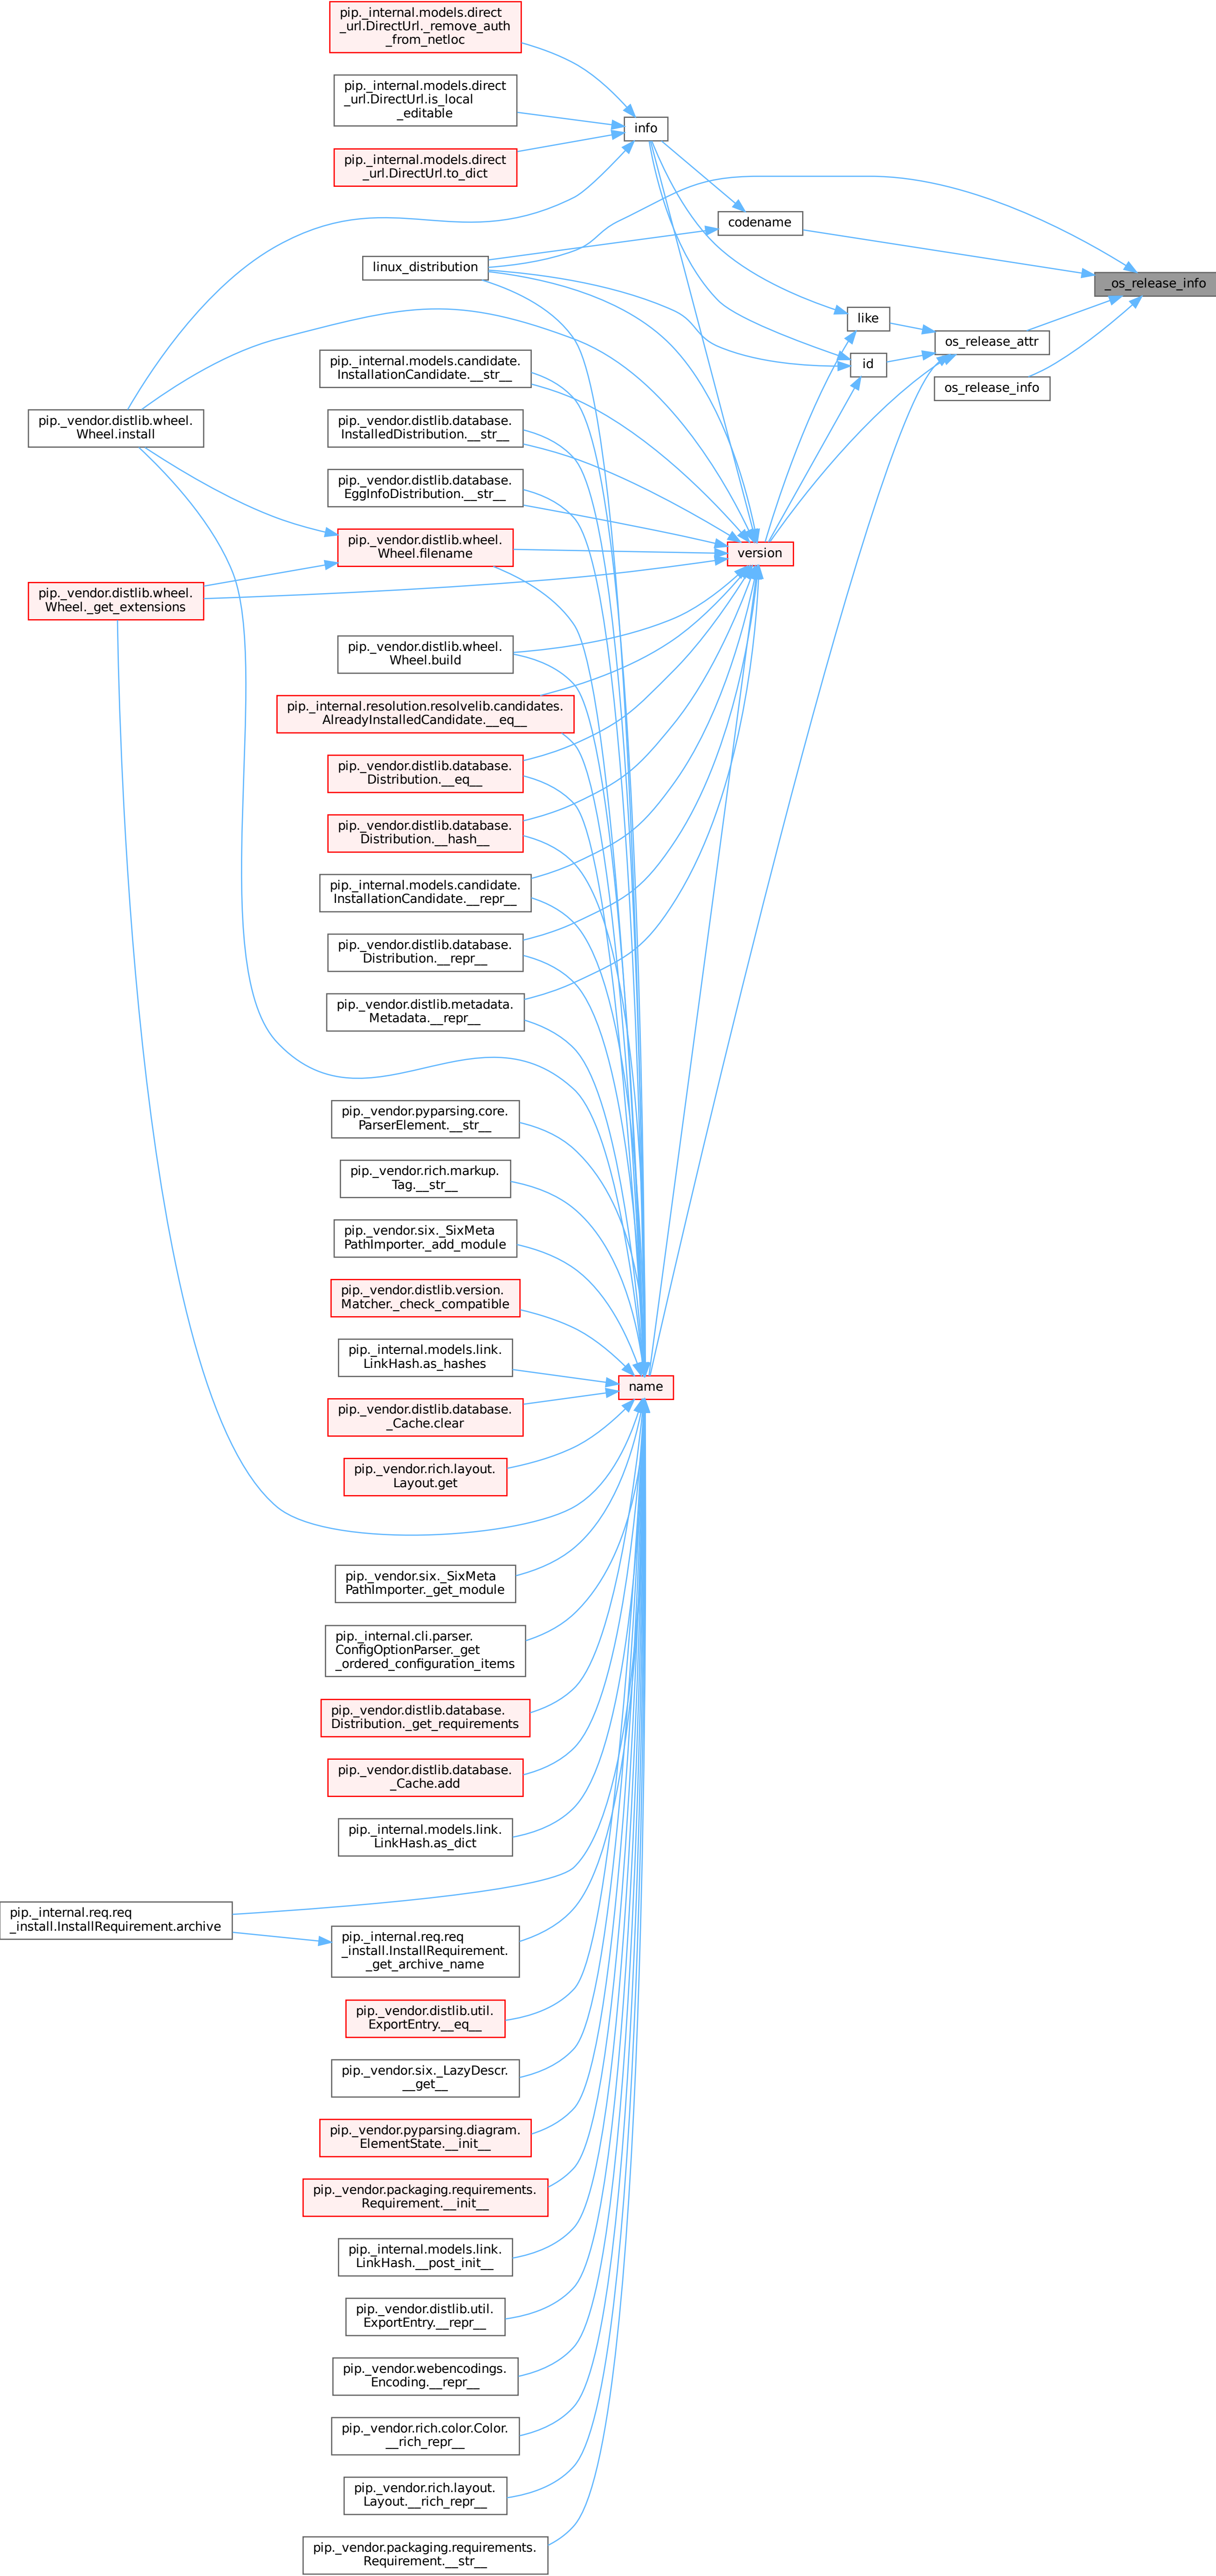 pip._internal.models.direct
_url.DirectUrl._remove_auth
_from_netloc
pip._internal.models.direct
_url.DirectUrl.is_local
_editable
info
pip._internal.models.direct
_url.DirectUrl.to_dict
codename
linux_distribution
_os_release_info
like
os_release_attr
id
os_release_info
pip._internal.models.candidate.
InstallationCandidate.__str__
pip._vendor.distlib.wheel.
Wheel.install
pip._vendor.distlib.database.
InstalledDistribution.__str__
pip._vendor.distlib.database.
EggInfoDistribution.__str__
pip._vendor.distlib.wheel.
Wheel.filename
version
pip._vendor.distlib.wheel.
Wheel._get_extensions
pip._vendor.distlib.wheel.
Wheel.build
pip._internal.resolution.resolvelib.candidates.
AlreadyInstalledCandidate.__eq__
pip._vendor.distlib.database.
Distribution.__eq__
pip._vendor.distlib.database.
Distribution.__hash__
pip._internal.models.candidate.
InstallationCandidate.__repr__
pip._vendor.distlib.database.
Distribution.__repr__
pip._vendor.distlib.metadata.
Metadata.__repr__
pip._vendor.pyparsing.core.
ParserElement.__str__
pip._vendor.rich.markup.
Tag.__str__
pip._vendor.six._SixMeta
PathImporter._add_module
pip._vendor.distlib.version.
Matcher._check_compatible
pip._internal.models.link.
LinkHash.as_hashes
name
pip._vendor.distlib.database.
_Cache.clear
pip._vendor.rich.layout.
Layout.get
pip._vendor.six._SixMeta
PathImporter._get_module
pip._internal.cli.parser.
ConfigOptionParser._get
_ordered_configuration_items
pip._vendor.distlib.database.
Distribution._get_requirements
pip._vendor.distlib.database.
_Cache.add
pip._internal.models.link.
LinkHash.as_dict
pip._internal.req.req
_install.InstallRequirement.archive
pip._internal.req.req
_install.InstallRequirement.
_get_archive_name
pip._vendor.distlib.util.
ExportEntry.__eq__
pip._vendor.six._LazyDescr.
__get__
pip._vendor.pyparsing.diagram.
ElementState.__init__
pip._vendor.packaging.requirements.
Requirement.__init__
pip._internal.models.link.
LinkHash.__post_init__
pip._vendor.distlib.util.
ExportEntry.__repr__
pip._vendor.webencodings.
Encoding.__repr__
pip._vendor.rich.color.Color.
__rich_repr__
pip._vendor.rich.layout.
Layout.__rich_repr__
pip._vendor.packaging.requirements.
Requirement.__str__